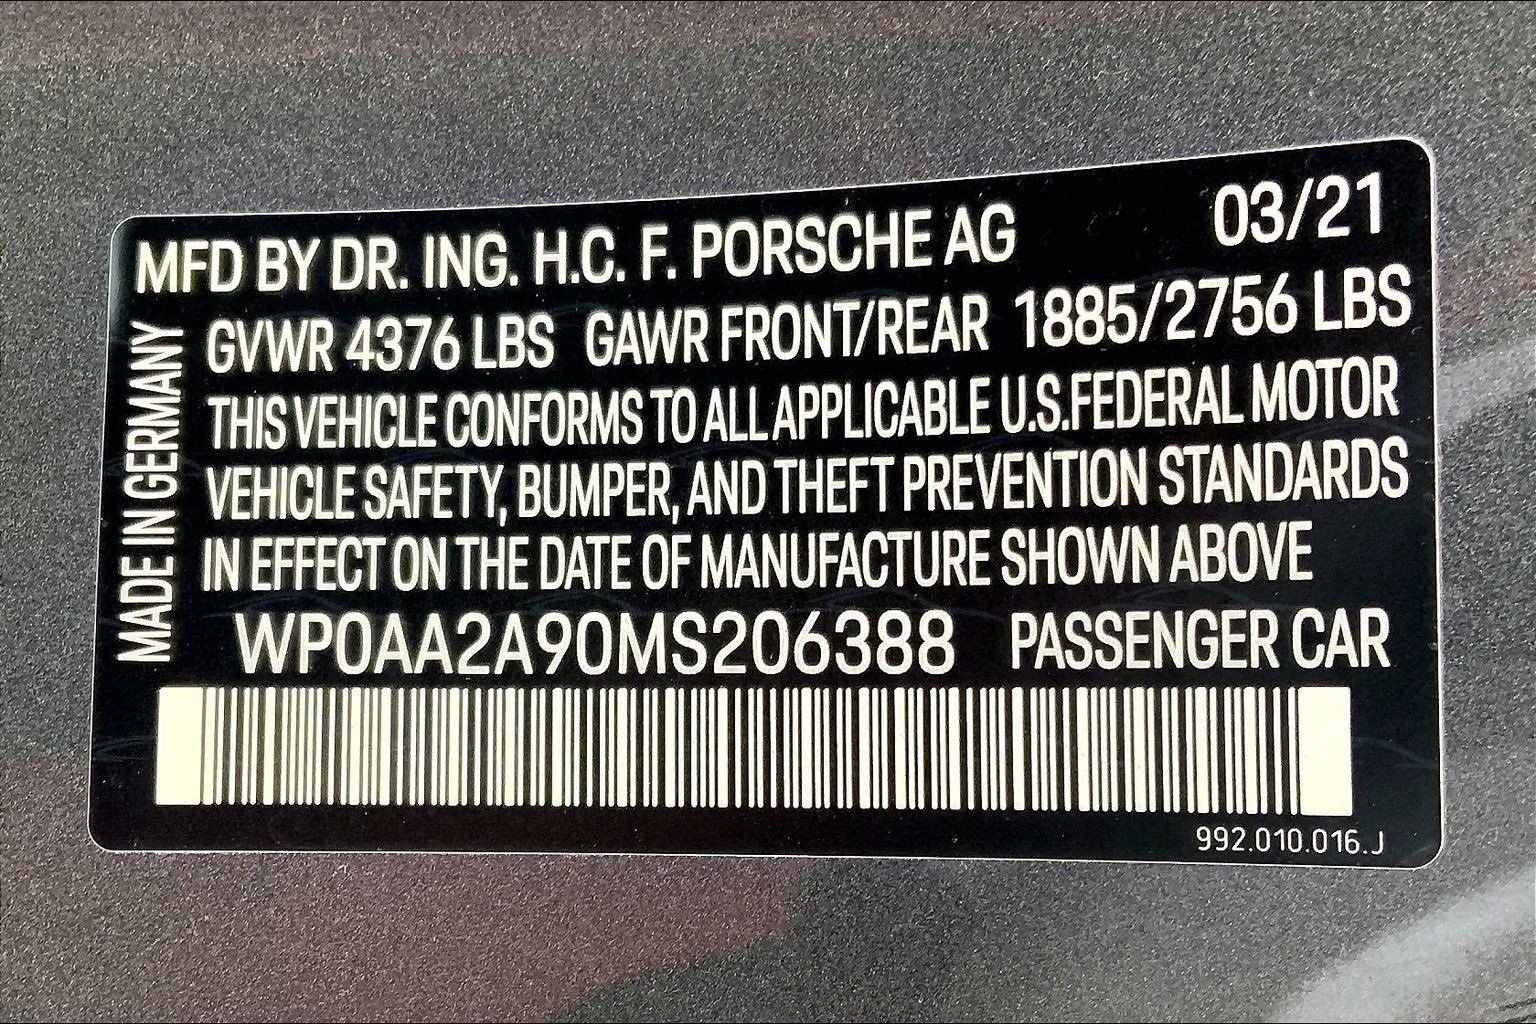 MFD BY DR. ING. H.C. F. PORSCHE AG 03/21
GVWR 4376 LBS GAWR FRONT/REAR 1885/2756 LBS
THIS VEHICLE CONFORMS TO ALL APPLICABLE U.S.FEDERAL MOTOR
VEHICLE SAFETY, BUMPER, AND THEFT PREVENTION STANDARDS
IN EFFECT ON THE DATE OF MANUFACTURE SHOWN ABOVE
WP0AA2A90MS206388 PASSENGER CAR
MADE IN GERMANY
992.010.016.J